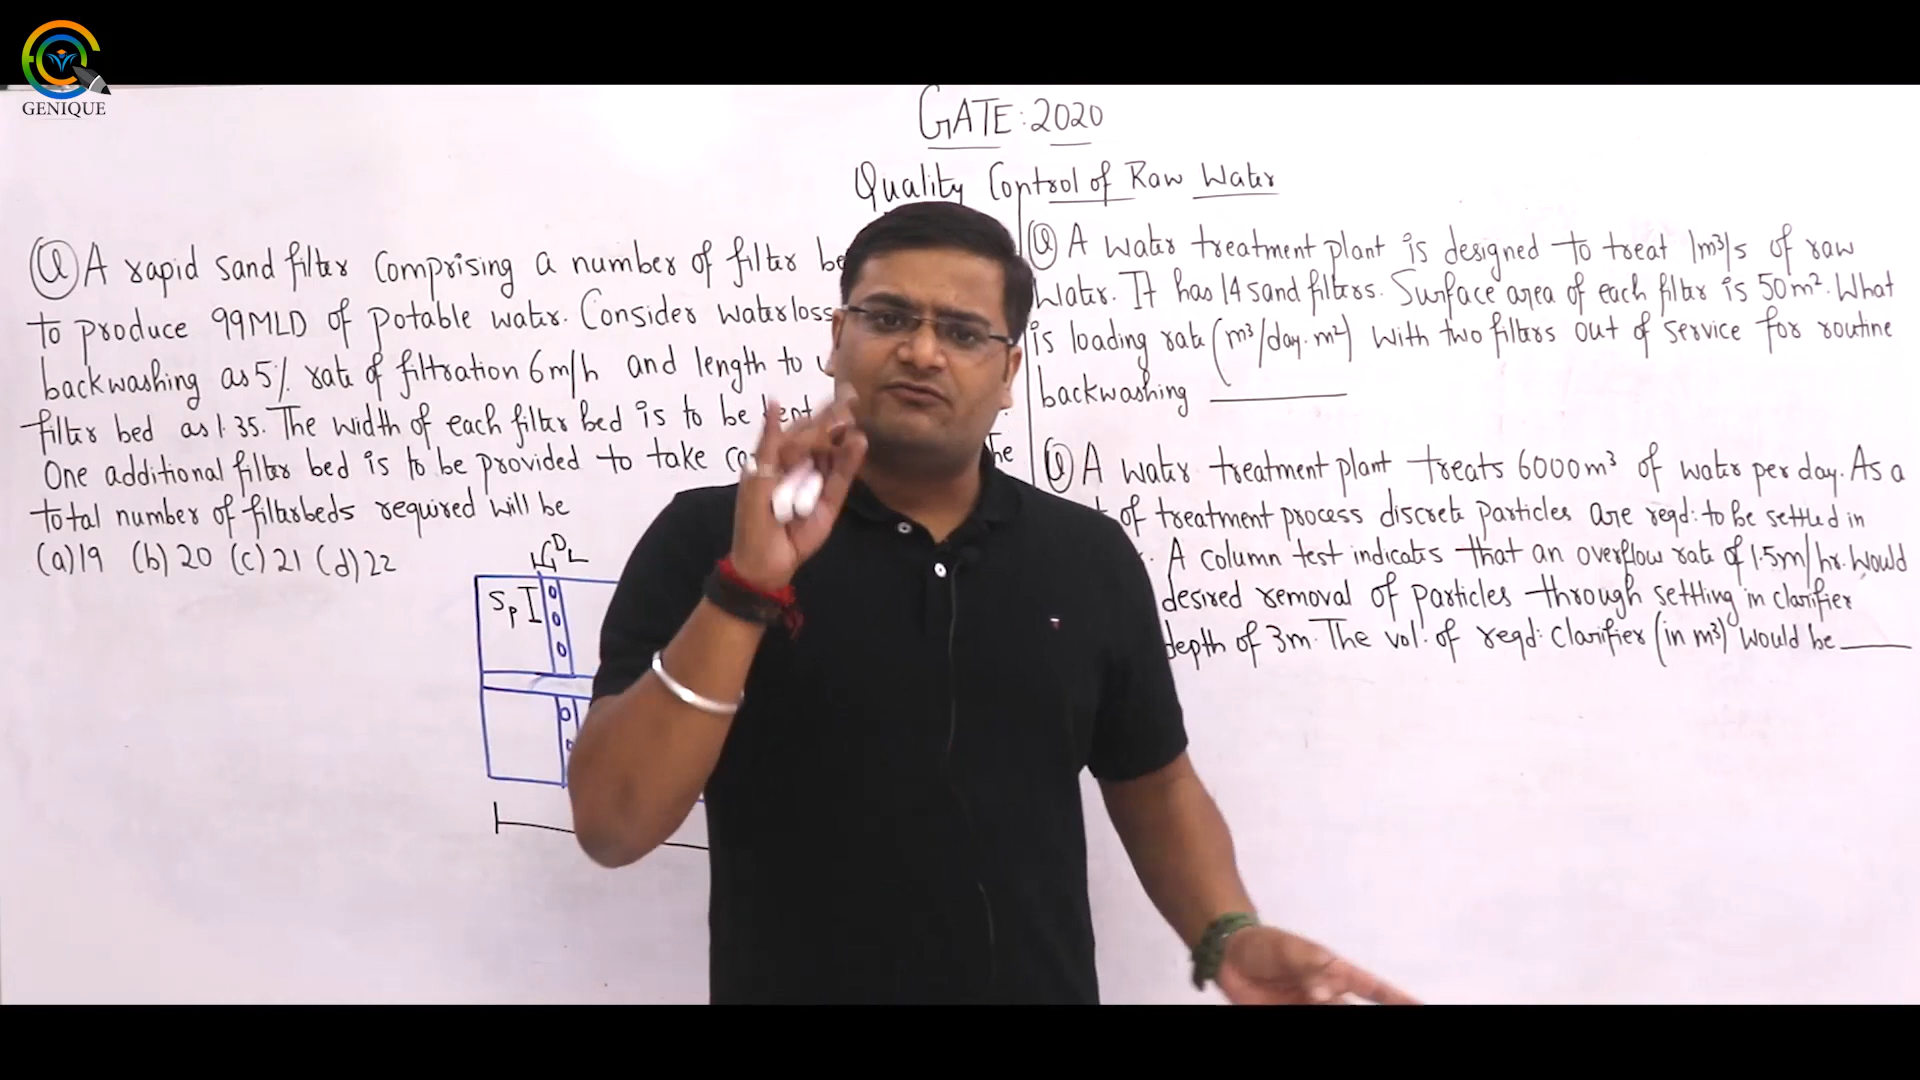 GENIQUE
GATE: 2020
Quality Control of Raw Water
Q A rapid sand filter Comprising a number of filter
to produce 99MLD of potable water. Consider waterloss
backwashing as 5% rate of filtration 6m/h and length to
filter bed as 1.35. The width of each filter bed is to be kept
One additional filter bed is to be provided to take
total number of filterbeds required will be
(a) 19 (b) 20 (c) 21 (d) 22
D
L
Sp
Q A water treatment plant is designed to treat 1m³/s of raw
Water. It has 14 sand filters. Surface area of each filter is 50m². What
is loading rate (m³/day.m²) with two filters out of service for routine
backwashing ______
Q A water treatment plant treats 6000m³ of water per day. As a
of treatment process discrete particles are reqd: to be settled in
A column test indicates that an overflow rate of 1.5m/hr. Would
desired removal of particles through settling in clarifier
depth of 3m. The vol. of reqd: clarifier (in m³) would be ______